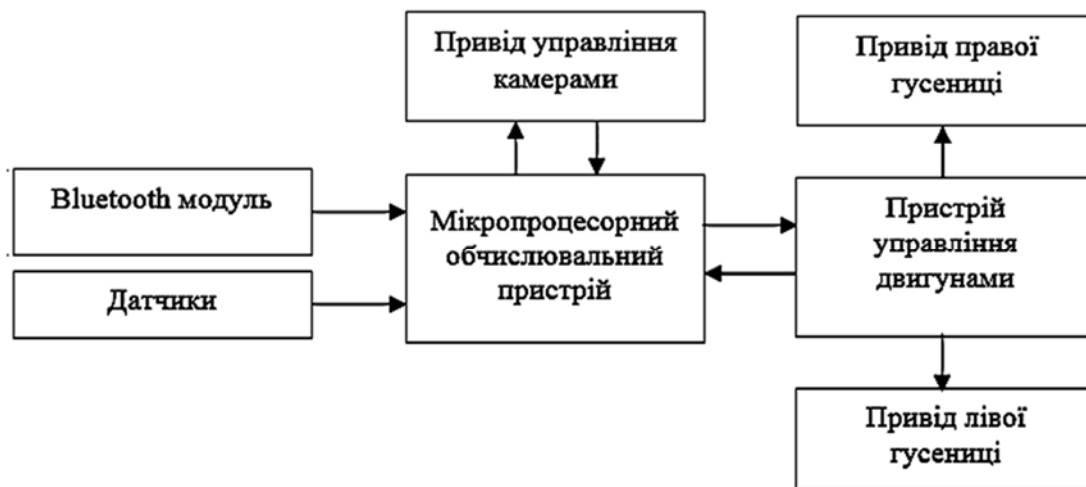 Привід управління
камерами
Привід правої
гусениці
Bluetooth модуль
Мікропроцесорний
обчислювальний
пристрій
Пристрій
управління
двигунами
Датчики
Привід лівої
гусениці